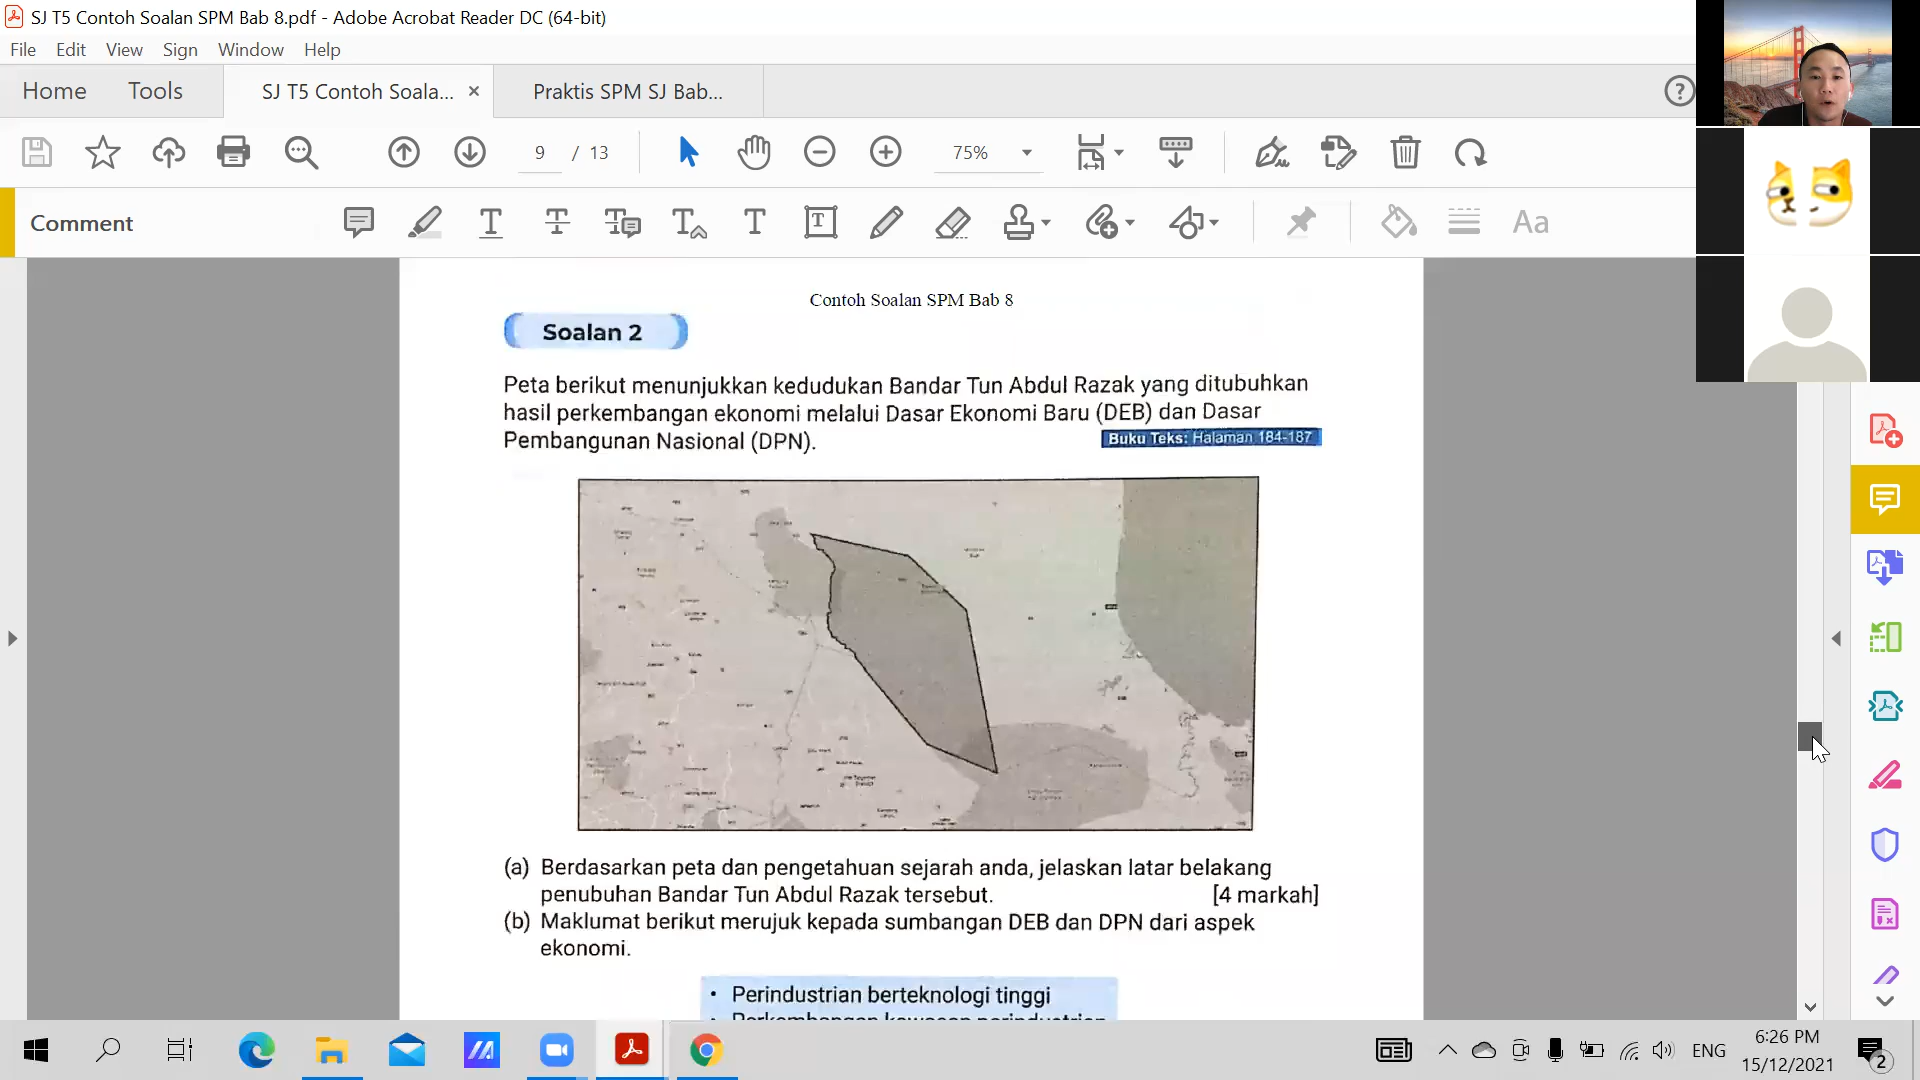 SJ T5 Contoh Soalan SPM Bab 8.pdf - Adobe Acrobat Reader DC (64-bit)
File Edit View Sign Window Help
Home Tools SJ T5 Contoh Soala... × Praktis SPM SJ Bab...
9 / 13 75%
Comment
Aa
Contoh Soalan SPM Bab 8
Soalan 2
Peta berikut menunjukkan kedudukan Bandar Tun Abdul Razak yang ditubuhkan
hasil perkembangan ekonomi melalui Dasar Ekonomi Baru (DEB) dan Dasar
Pembangunan Nasional (DPN).
Buku Teks: Halaman 184-187
(a) Berdasarkan peta dan pengetahuan sejarah anda, jelaskan latar belakang
penubuhan Bandar Tun Abdul Razak tersebut. [4 markah]
(b) Maklumat berikut merujuk kepada sumbangan DEB dan DPN dari aspek
ekonomi.
• Perindustrian berteknologi tinggi
• Perkembangan kawasan perindustrian
ENG
6:26 PM
15/12/2021
2